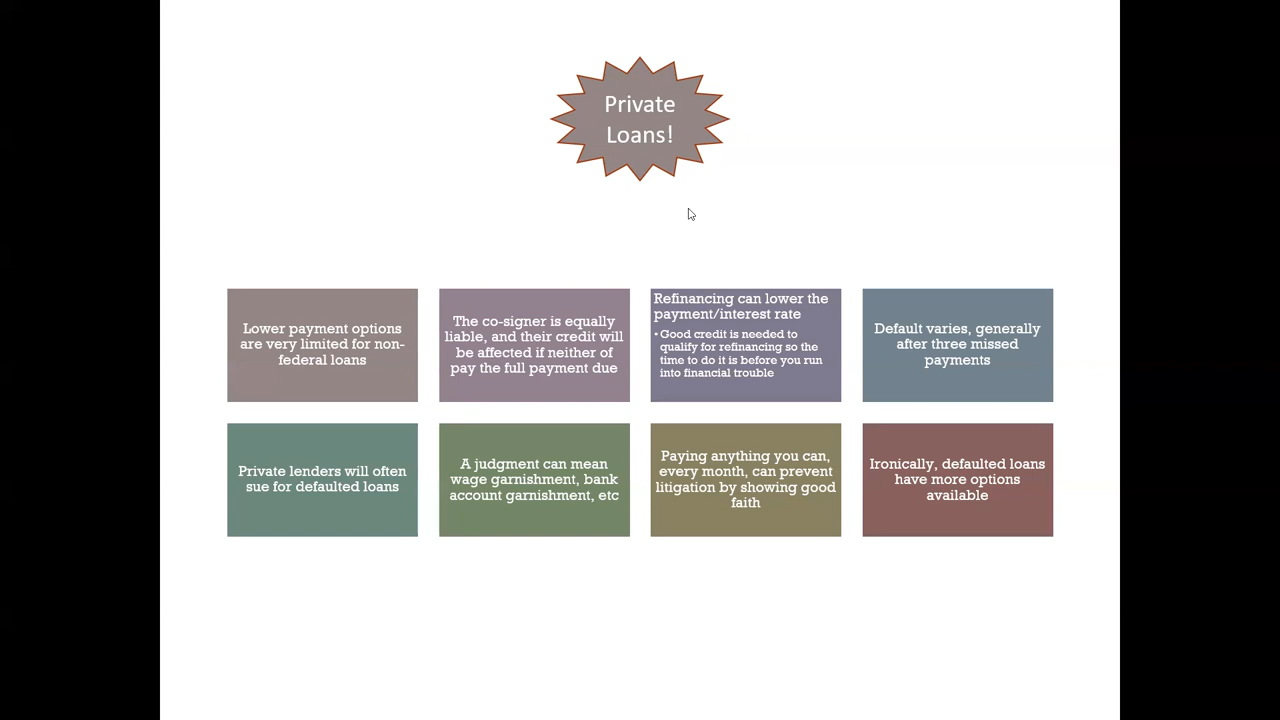 Private
Loans!
Lower payment options
are very limited for non-
federal loans
The co-signer is equally
liable, and their credit will
be affected if neither of
pay the full payment due
Refinancing can lower the
payment/interest rate
• Good credit is needed to
qualify for refinancing so the
time to do it is before you run
into financial trouble
Default varies, generally
after three missed
payments
Private lenders will often
sue for defaulted loans
A judgment can mean
wage garnishment, bank
account garnishment, etc
Paying anything you can,
every month, can prevent
litigation by showing good
faith
Ironically, defaulted loans
have more options
available